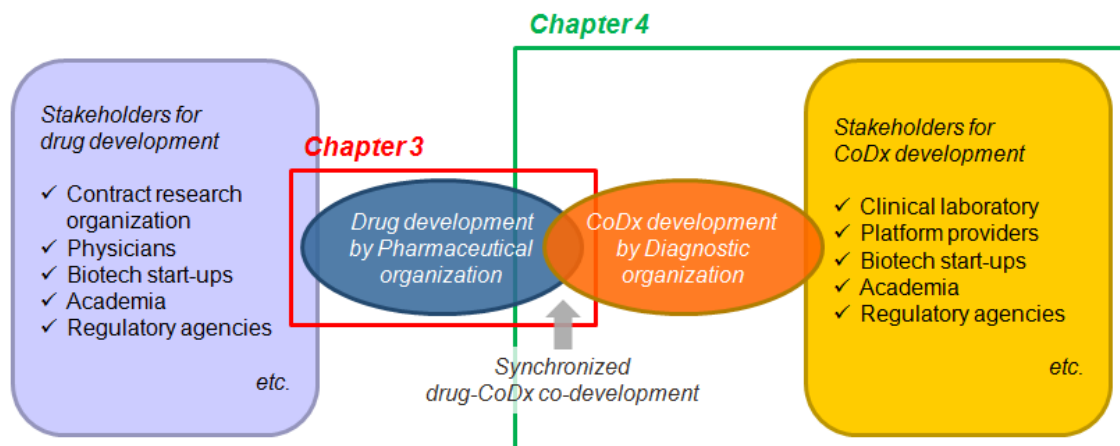 Chapter 4
Stakeholders for
drug development
✓ Contract research
organization
✓ Physicians
✓ Biotech start-ups
✓ Academia
✓ Regulatory agencies
etc.
Chapter 3
Drug development
by Pharmaceutical
organization
CoDx development
by Diagnostic
organization
Synchronized
drug-CoDx co-development
Stakeholders for
CoDx development
✓ Clinical laboratory
✓ Platform providers
✓ Biotech start-ups
✓ Academia
✓ Regulatory agencies
etc.